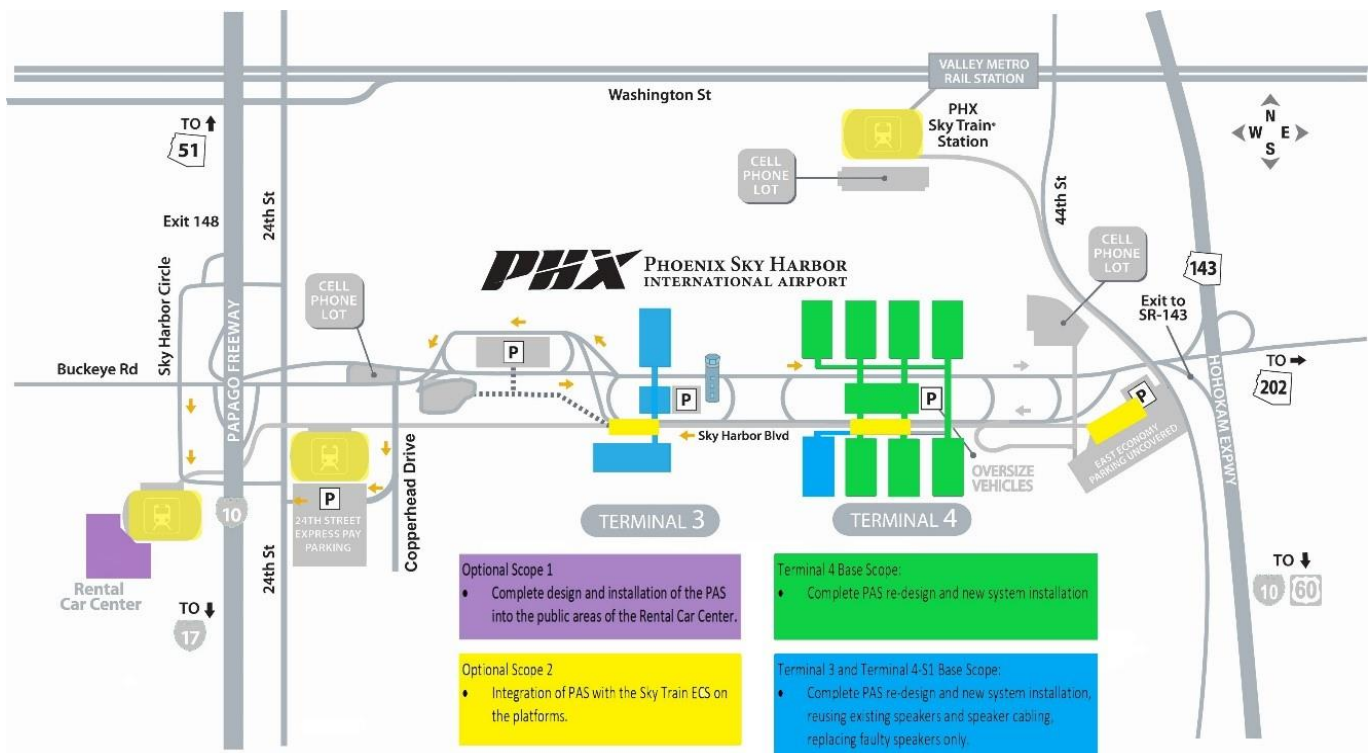 VALLEY METRO
RAIL STATION
Washington St
PHX
Sky Train®
Station
TO
51
N
W E
S
CELL
PHONE
LOT
44th St
24th St
Exit 148
CELL
PHONE
LOT
143
Sky Harbor Circle
PHX
PHOENIX SKY HARBOR
INTERNATIONAL AIRPORT
CELL
PHONE
LOT
Exit to
SR-143
P
Buckeye Rd
PAPAGO FREEWAY
TO
202
P
P
P
HOHOKAM EXPWY
Sky Harbor Blvd
EAST ECONOMY
PARKING UNCOVERED
Copperhead Drive
OVERSIZE
VEHICLES
P
10
24TH STREET
EXPRESS PAY
PARKING
TERMINAL 3
TERMINAL 4
Rental
Car Center
24th St
TO
17
TO
10
60
Optional Scope 1
• Complete design and installation of the PAS
into the public areas of the Rental Car Center.
Terminal 4 Base Scope:
• Complete PAS re-design and new system installation
Optional Scope 2
• Integration of PAS with the Sky Train ECS on
the platforms.
Terminal 3 and Terminal 4-S1 Base Scope:
• Complete PAS re-design and new system installation,
reusing existing speakers and speaker cabling,
replacing faulty speakers only.